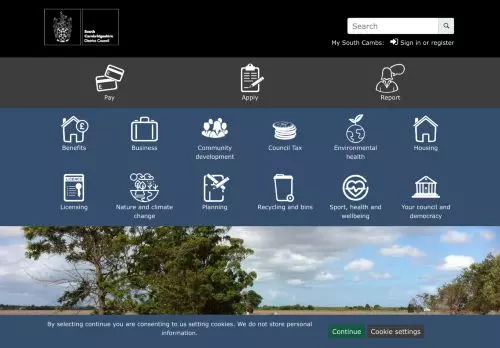 South
Cambridgeshire
District Council
Search
My South Cambs: Sign in or register
Pay
Apply
Report
Benefits
Business
Community
development
Council Tax
Environmental
health
Housing
Licensing
Nature and climate
change
Planning
Recycling and bins
Sport, health and
wellbeing
Your council and
democracy
By selecting continue you are consenting to us setting cookies. We do not store personal
information.
Continue
Cookie settings